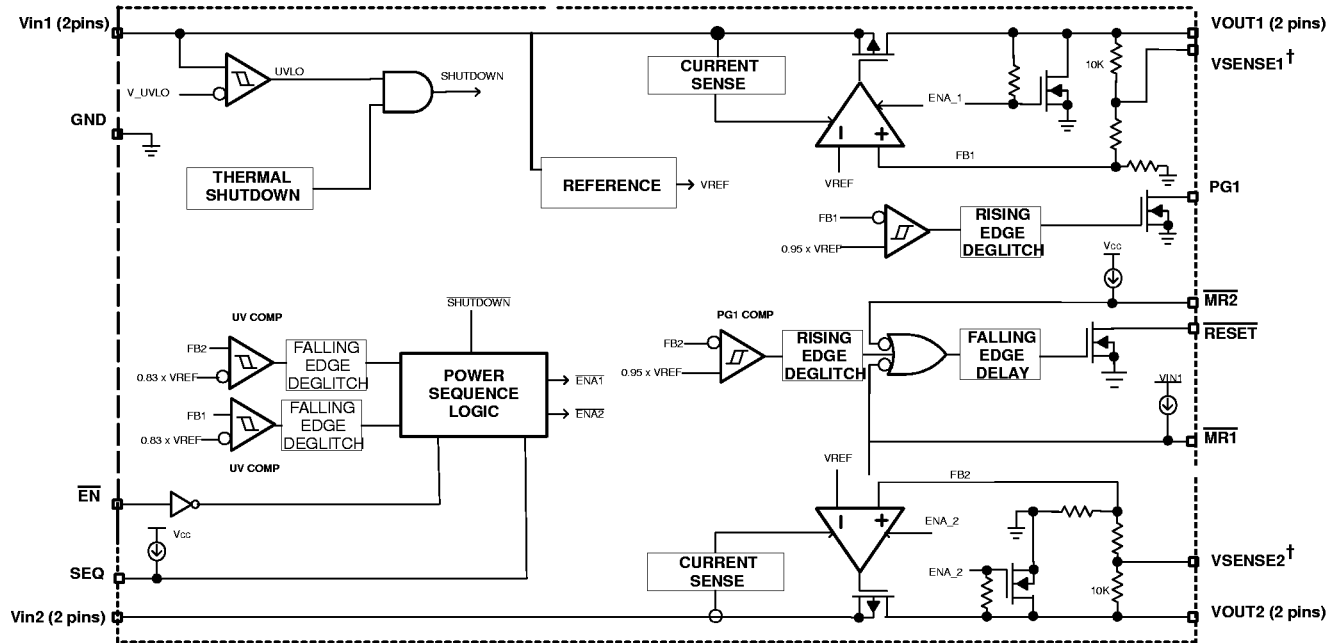 Vin1 (2pins)
VOUT1 (2 pins)
VSENSE1†
CURRENT
SENSE
10K
UVLO
SHUTDOWN
V_UVLO
ENA_1
GND
I +
VREF
FB1
THERMAL
SHUTDOWN
REFERENCE
VREF
PG1
FB1
0.95 x VREF
RISING
EDGE
DEGLITCH
Vcc
MR2
SHUTDOWN
UV COMP
FB2
0.83 x VREF
FALLING
EDGE
DEGLITCH
POWER
SEQUENCE
LOGIC
ENA1
ENA2
PG1 COMP
FB2
0.95 x VREF
RISING
EDGE
DEGLITCH
FALLING
EDGE
DELAY
RESET
VIN1
MR1
FB1
0.83 x VREF
FALLING
EDGE
DEGLITCH
UV COMP
VREF
FB2
I +
ENA_2
EN
Vcc
SEQ
CURRENT
SENSE
ENA_2
10K
VSENSE2†
Vin2 (2 pins)
VOUT2 (2 pins)